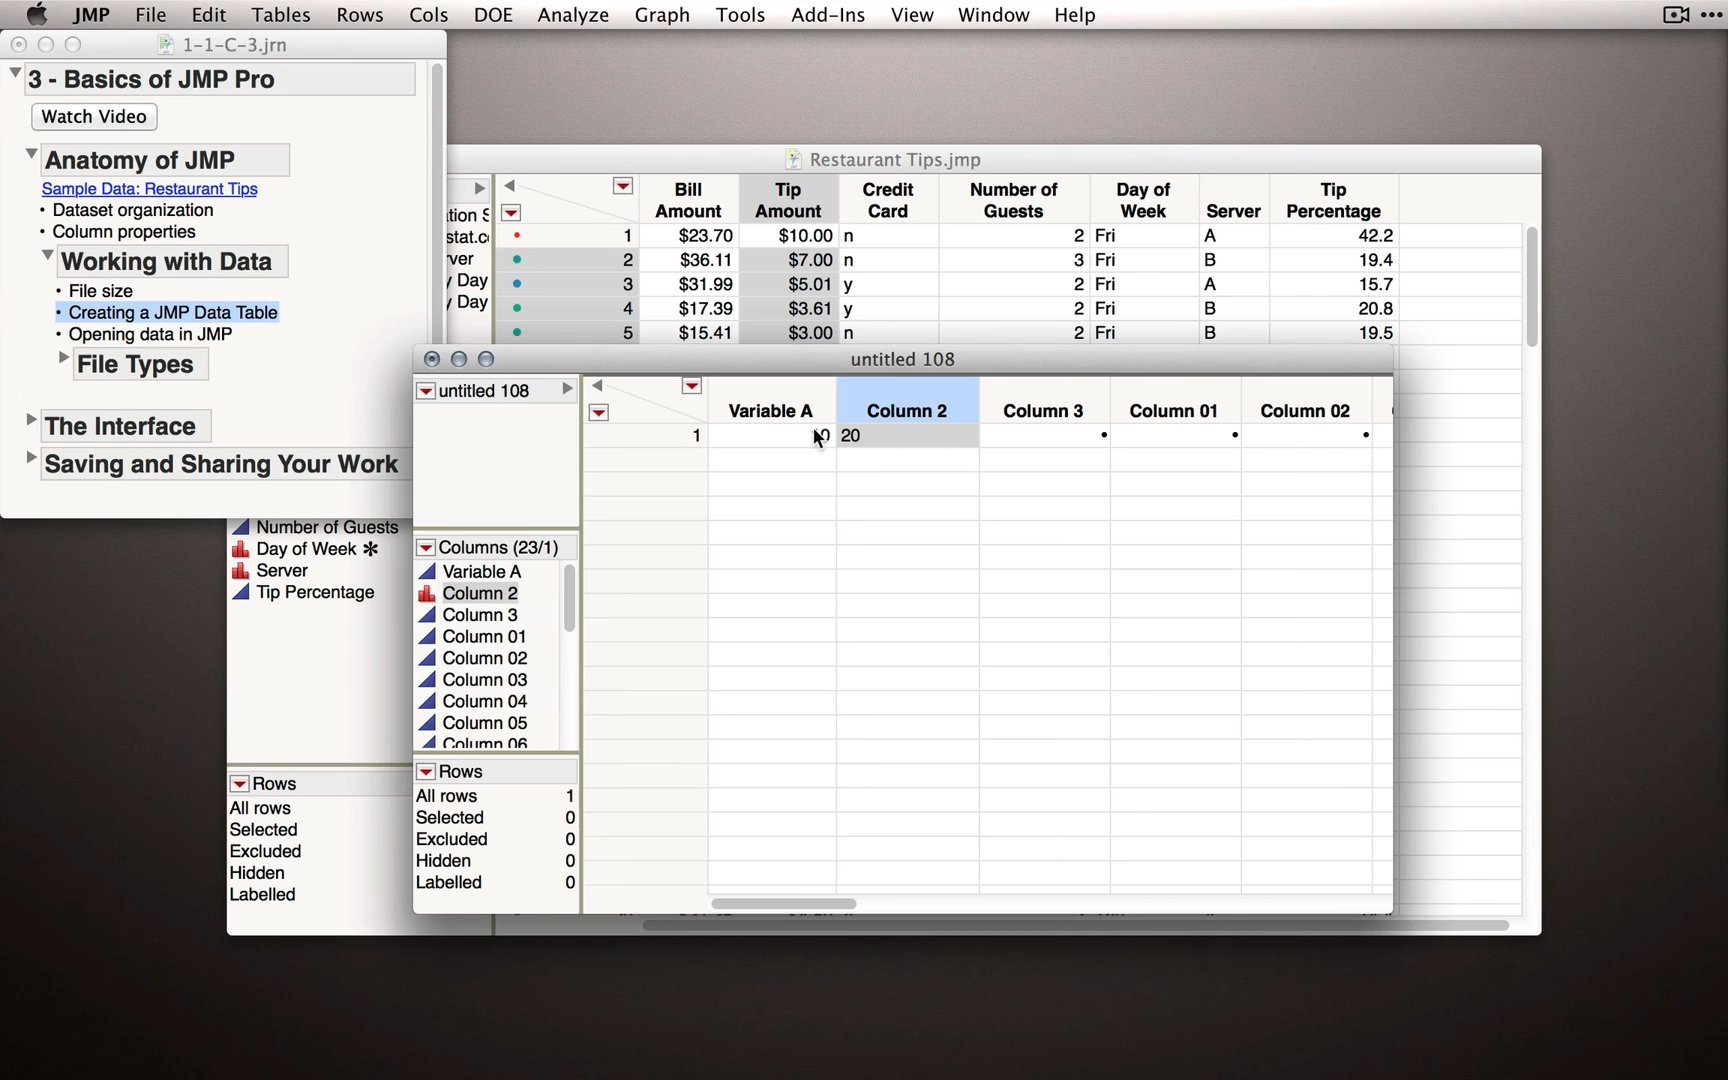 JMP File Edit Tables Rows Cols DOE Analyze Graph Tools Add-Ins View Window Help
1-1-C-3.jrn
3 - Basics of JMP Pro
Watch Video
Anatomy of JMP
Sample Data: Restaurant Tips
• Dataset organization
• Column properties
Working with Data
• File size
• Creating a JMP Data Table
• Opening data in JMP
File Types
The Interface
Saving and Sharing Your Work
Restaurant Tips.jmp
Bill Amount Tip Amount Credit Card Number of Guests Day of Week Server Tip Percentage
1 $23.70 $10.00 n 2 Fri A 42.2
2 $36.11 $7.00 n 3 Fri B 19.4
3 $31.99 $5.01 y 2 Fri A 15.7
4 $17.39 $3.61 y 2 Fri B 20.8
5 $15.41 $3.00 n 2 Fri B 19.5
Number of Guests
Day of Week ✻
Server
Tip Percentage
Rows
All rows
Selected
Excluded
Hidden
Labelled
untitled 108
untitled 108
Variable A Column 2 Column 3 Column 01 Column 02
1 20 • • •
Columns (23/1)
Variable A
Column 2
Column 3
Column 01
Column 02
Column 03
Column 04
Column 05
Column 06
Rows
All rows 1
Selected 0
Excluded 0
Hidden 0
Labelled 0